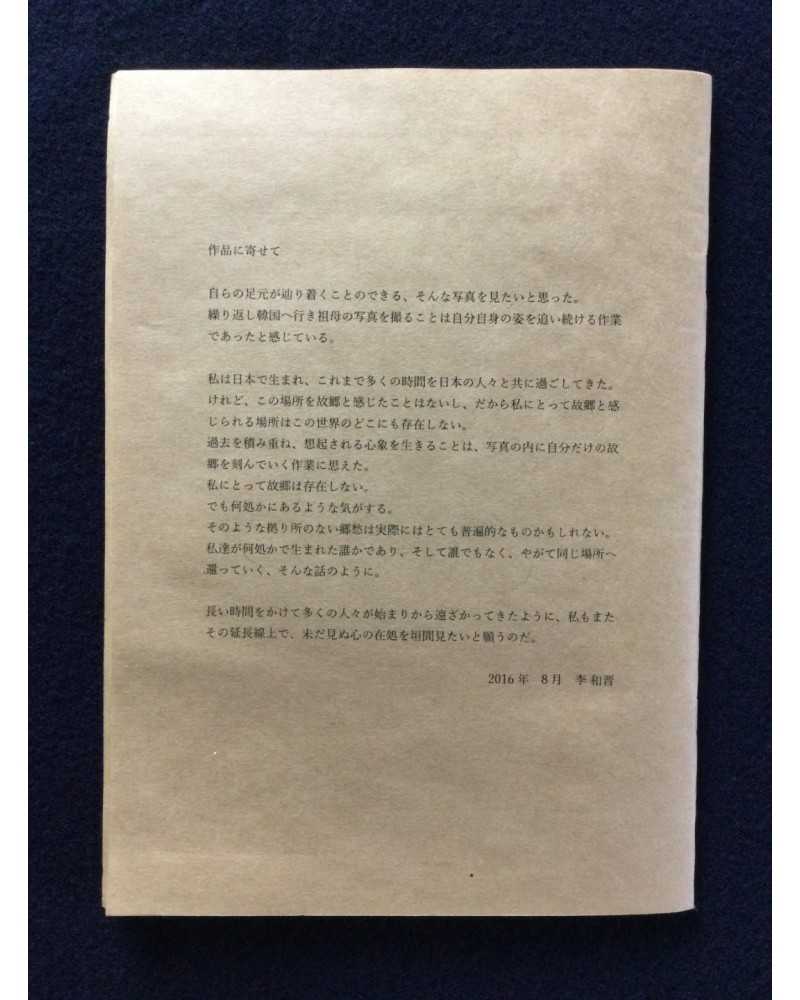 作品に寄せて
自らの足元が辿り着くことのできる、そんな写真を見たいと思った。
繰り返し韓国へ行き祖母の写真を撮ることは自分自身の姿を追い続ける作業
であったと感じている。
私は日本で生まれ、これまで多くの時間を日本の人々と共に過ごしてきた。
けれど、この場所を故郷と感じたことはないし、だから私にとって故郷と感
じられる場所はこの世界のどこにも存在しない。
過去を積み重ね、想起される心象を生きることは、写真の内に自分だけの故
郷を刻んでいく作業に思えた。
私にとって故郷は存在しない。
でも何処かにあるような気がする。
そのような拠り所のない郷愁は実際にはとても普遍的なものかもしれない。
私達が何処かで生まれた誰かであり、そして誰でもなく、やがて同じ場所へ
還っていく、そんな話のように。
長い時間をかけて多くの人々が始まりから遠ざかってきたように、私もまた
その延長線上で、未だ見ぬ心の在処を垣間見たいと願うのだ。
2016年 8月 李和晋